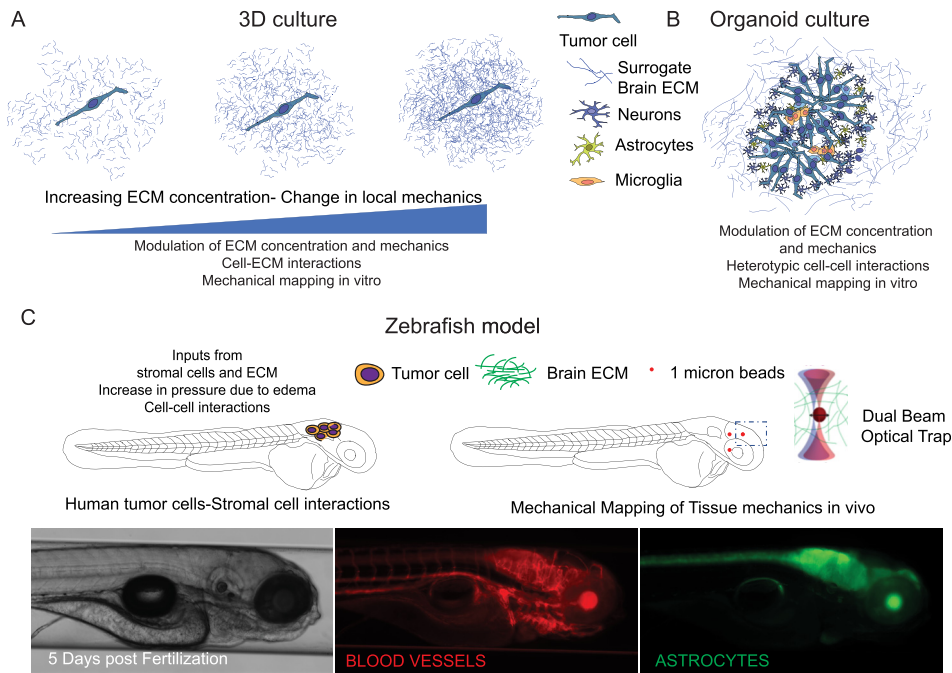 A
3D culture
Increasing ECM concentration- Change in local mechanics
Modulation of ECM concentration and mechanics
Cell-ECM interactions
Mechanical mapping in vitro
Tumor cell
Surrogate
Brain ECM
Neurons
Astrocytes
Microglia
B
Organoid culture
Modulation of ECM concentration
and mechanics
Heterotypic cell-cell interactions
Mechanical mapping in vitro
C
Zebrafish model
Inputs from
stromal cells and ECM
Increase in pressure due to edema
Cell-cell interactions
Tumor cell
Brain ECM
1 micron beads
Dual Beam
Optical Trap
Human tumor cells-Stromal cell interactions
Mechanical Mapping of Tissue mechanics in vivo
5 Days post Fertilization
BLOOD VESSELS
ASTROCYTES